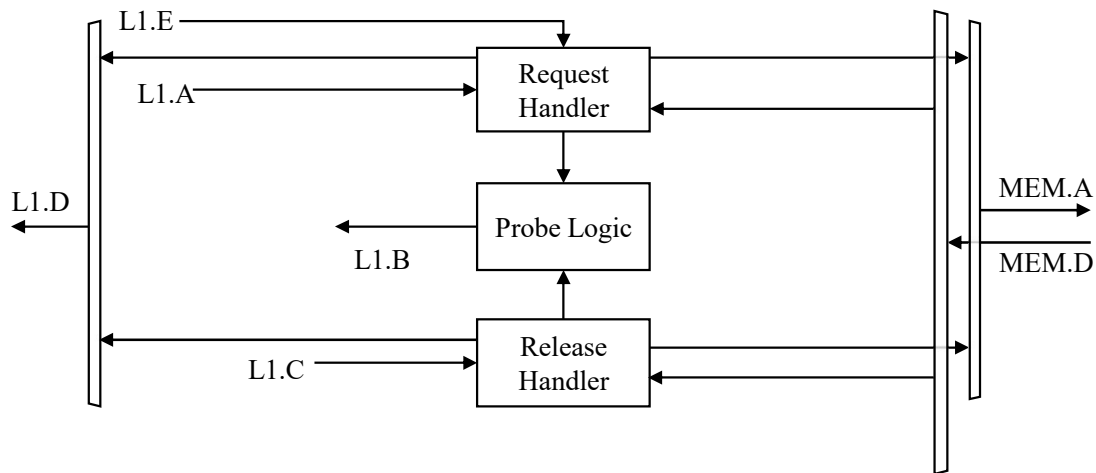 L1.E
Request
Handler
L1.A
MEM.A
L1.D
Probe Logic
L1.B
MEM.D
Release
Handler
L1.C